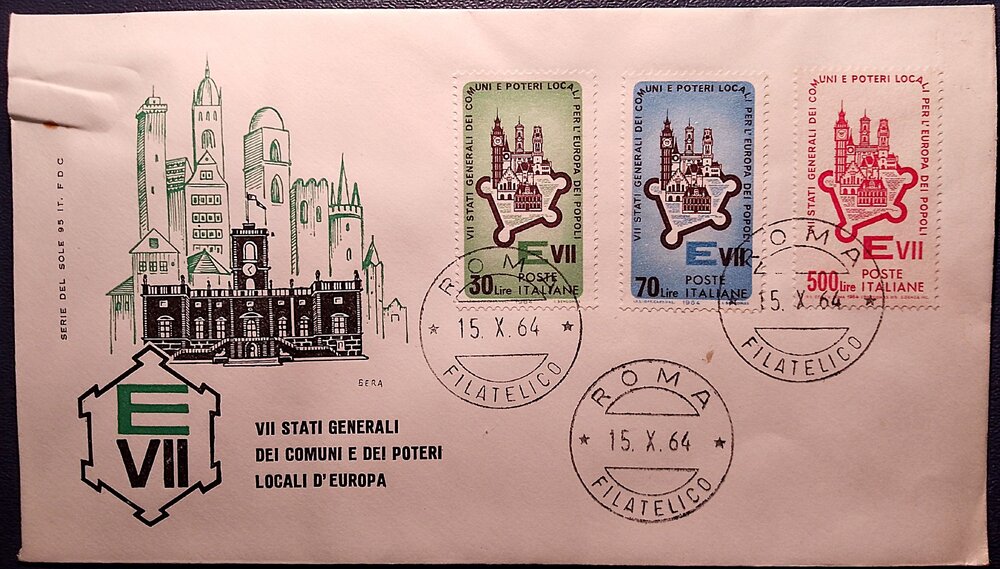 SERIE DEL SOLE 95 IT. F D C
GERA
E
VII
VII STATI GENERALI
DEI COMUNI E DEI POTERI
LOCALI D'EUROPA
VII STATI GENERALI DEI COMUNI E POTERI LOCALI PER L'EUROPA DEI POPOLI
E VII
POSTE
30 Lire ITALIANE
VII STATI GENERALI DEI COMUNI E POTERI LOCALI PER L'EUROPA DEI POPOLI
E VII
POSTE
70 Lire ITALIANE
1964
VII STATI GENERALI DEI COMUNI E POTERI LOCALI PER L'EUROPA DEI POPOLI
E VII
POSTE
500 Lire ITALIANE
1964
ROMA
* 15. X. 64 *
FILATELICO
ROMA
* 15. X. 64 *
FILATELICO
ROMA
15. X. 64 *
FILATELICO